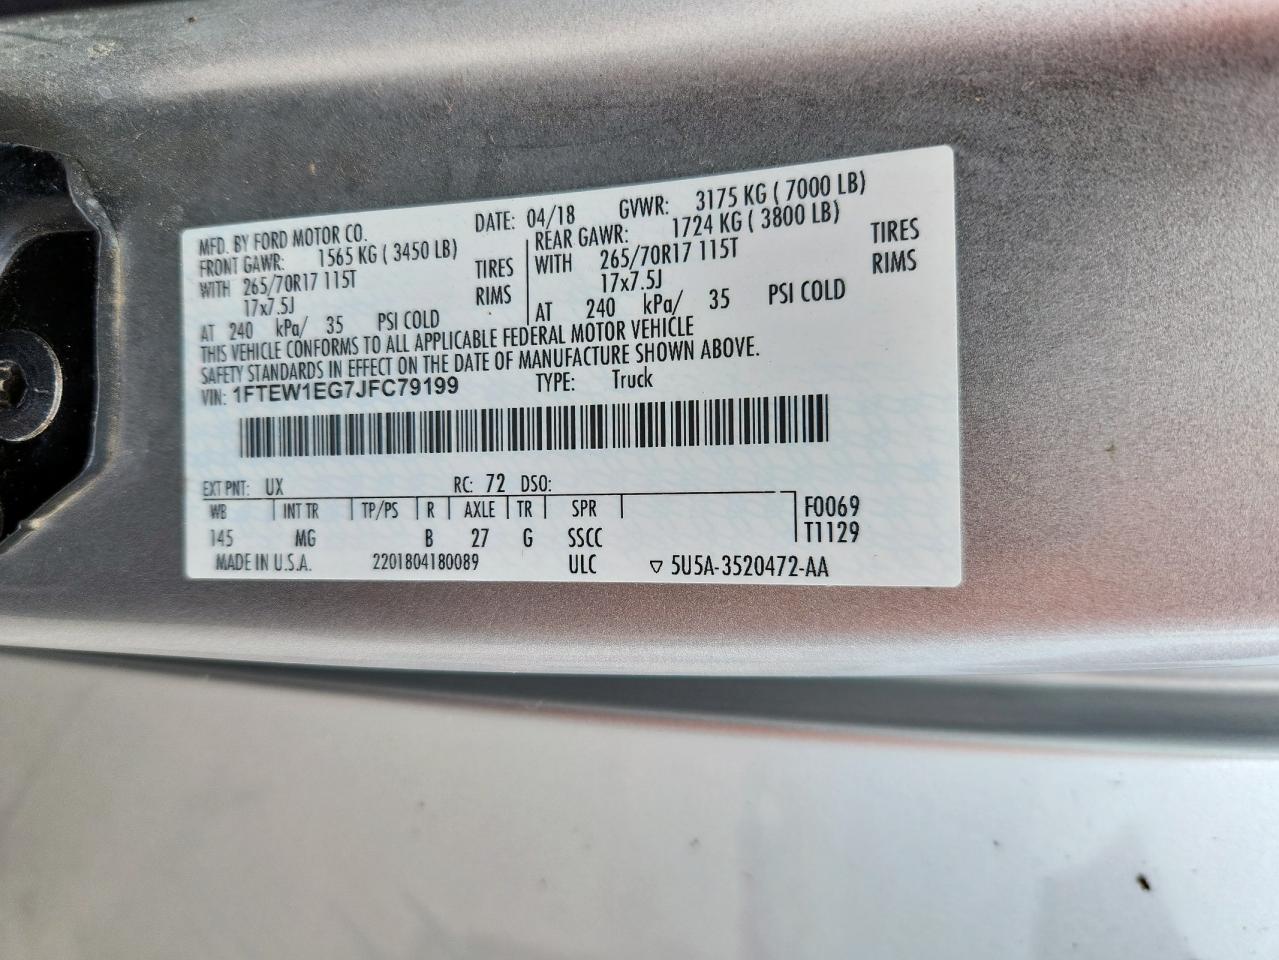 MFD. BY FORD MOTOR CO. DATE: 04/18 GVWR: 3175 KG ( 7000 LB)
FRONT GAWR: 1565 KG ( 3450 LB) REAR GAWR: 1724 KG ( 3800 LB)
WITH 265/70R17 115T TIRES WITH 265/70R17 115T TIRES
17x7.5J RIMS 17x7.5J RIMS
AT 240 kPa/ 35 PSI COLD AT 240 kPa/ 35 PSI COLD
THIS VEHICLE CONFORMS TO ALL APPLICABLE FEDERAL MOTOR VEHICLE
SAFETY STANDARDS IN EFFECT ON THE DATE OF MANUFACTURE SHOWN ABOVE.
VIN: 1FTEW1EG7JFC79199 TYPE: Truck
EXT PNT: UX RC: 72 DSO:
WB INT TR TP/PS R AXLE TR SPR F0069
145 MG B 27 G SSCC T1129
MADE IN U.S.A. 2201804180089 ULC ▽ 5U5A-3520472-AA